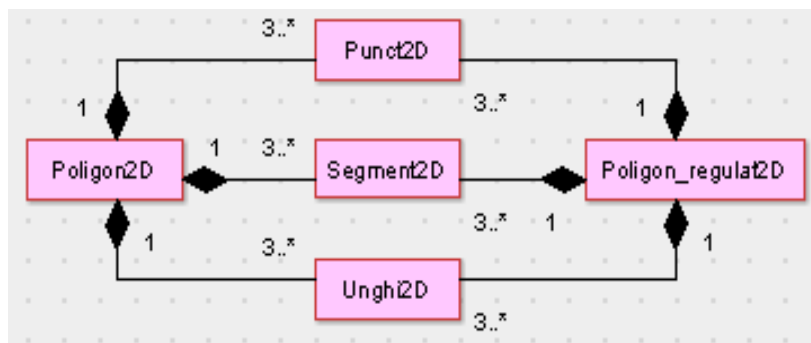 3..*
Punct2D
1
3..*
1
1
3..*
Poligon2D
Segment2D
Poligon_regulat2D
3..*
1
1
3..*
1
Unghi2D
3..*